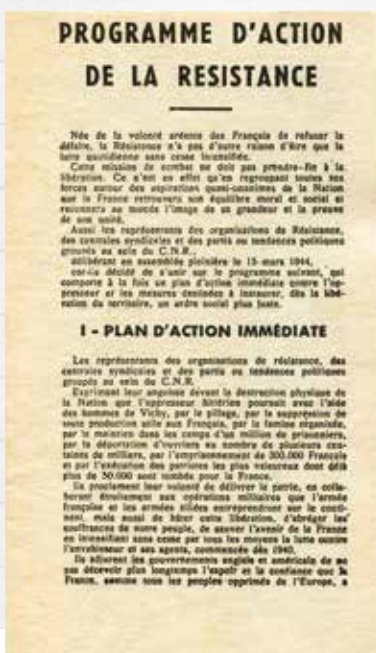 PROGRAMME D'ACTION
DE LA RESISTANCE
Née de la volonté ardente des Français de refuser la
défaite, la Résistance n'a pas d'autre raison d'être que la
lutte quotidienne sans cesse intensifiée.
Cette mission de combat ne doit pas prendre fin à la
libération. Ce n'est en effet qu'en regroupant toutes ses
forces autour des aspirations quasi-unanimes de la Nation
que la France retrouvera son équilibre moral et social et
redonnera au monde l'image de sa grandeur et la preuve
de son unité.
Aussi les représentants des organisations de Résistance,
des centrales syndicales et des partis ou tendances politiques
groupés au sein du C.N.R.,
délibérant en assemblée plénière le 15 mars 1944,
ont-ils décidé de s'unir sur le programme suivant, qui
comporte à la fois un plan d'action immédiate contre l'op-
presseur et les mesures destinées à instaurer, dès la libé-
ration du territoire, un ordre social plus juste.
I - PLAN D'ACTION IMMÉDIATE
Les représentants des organisations de résistance, des
centrales syndicales et des partis ou tendances politiques
groupés au sein du C.N.R.
Exprimant leur angoisse devant la destruction physique de
la Nation que l'oppresseur hitlérien poursuit avec l'aide
des hommes de Vichy, par le pillage, par la suppression de
toute production utile aux Français, par la famine organisée,
par le maintien dans les camps d'un million de prisonniers,
par la déportation d'ouvriers au nombre de plusieurs cen-
taines de milliers, par l'emprisonnement de 300.000 Français
et par l'exécution des patriotes les plus valeureux dont déjà
plus de 50.000 sont tombés pour la France.
Ils proclament leur volonté de délivrer la patrie, en colla-
borant étroitement aux opérations militaires que l'armée
française et les armées alliées entreprendront sur le conti-
nent, mais aussi de hâter cette libération, d'abréger les
souffrances de notre peuple, de sauver l'avenir de la France
en intensifiant sans cesse par tous les moyens la lutte contre
l'envahisseur et ses agents, commencée dès 1940.
Ils adjurent les gouvernements anglais et américain de ne
pas décevoir plus longtemps l'espoir et la confiance que la
France, comme tous les peuples opprimés de l'Europe, a